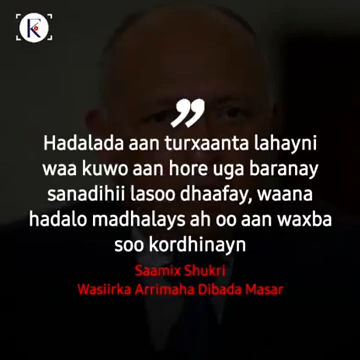 Hadalada aan turxaanta lahayni
waa kuwo aan hore uga baranay
sanadihii lasoo dhaafay, waana
hadalo madhalays ah oo aan waxba
soo kordhinayn
Saamix Shukri
Wasiirka Arrimaha Dibada Masar